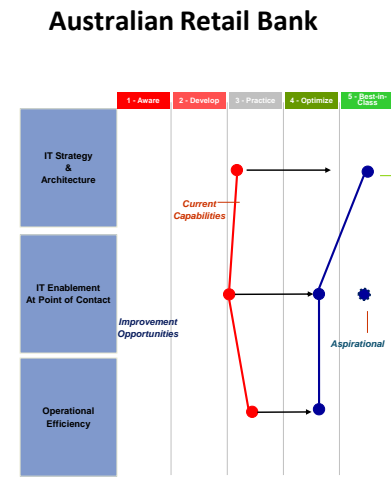 Australian Retail Bank
1 - Aware
2 - Develop
3 - Practice
4 - Optimize
5 - Best-in-
Class
IT Strategy
&
Architecture
Current
Capabilities
IT Enablement
At Point of Contact
Improvement
Opportunities
Aspirational
Operational
Efficiency